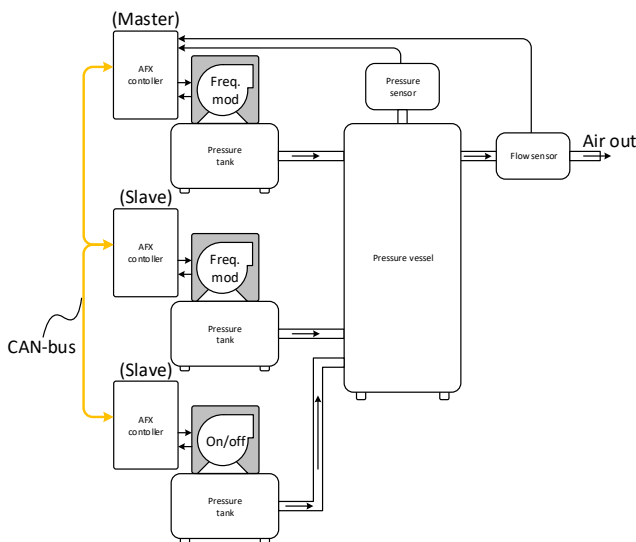 (Master)
AFX
contoller
Freq.
mod
Pressure
tank
Pressure
sensor
Flow sensor
Air out
Pressure vessel
(Slave)
AFX
contoller
Freq.
mod
Pressure
tank
CAN-bus
(Slave)
AFX
contoller
On/off
Pressure
tank